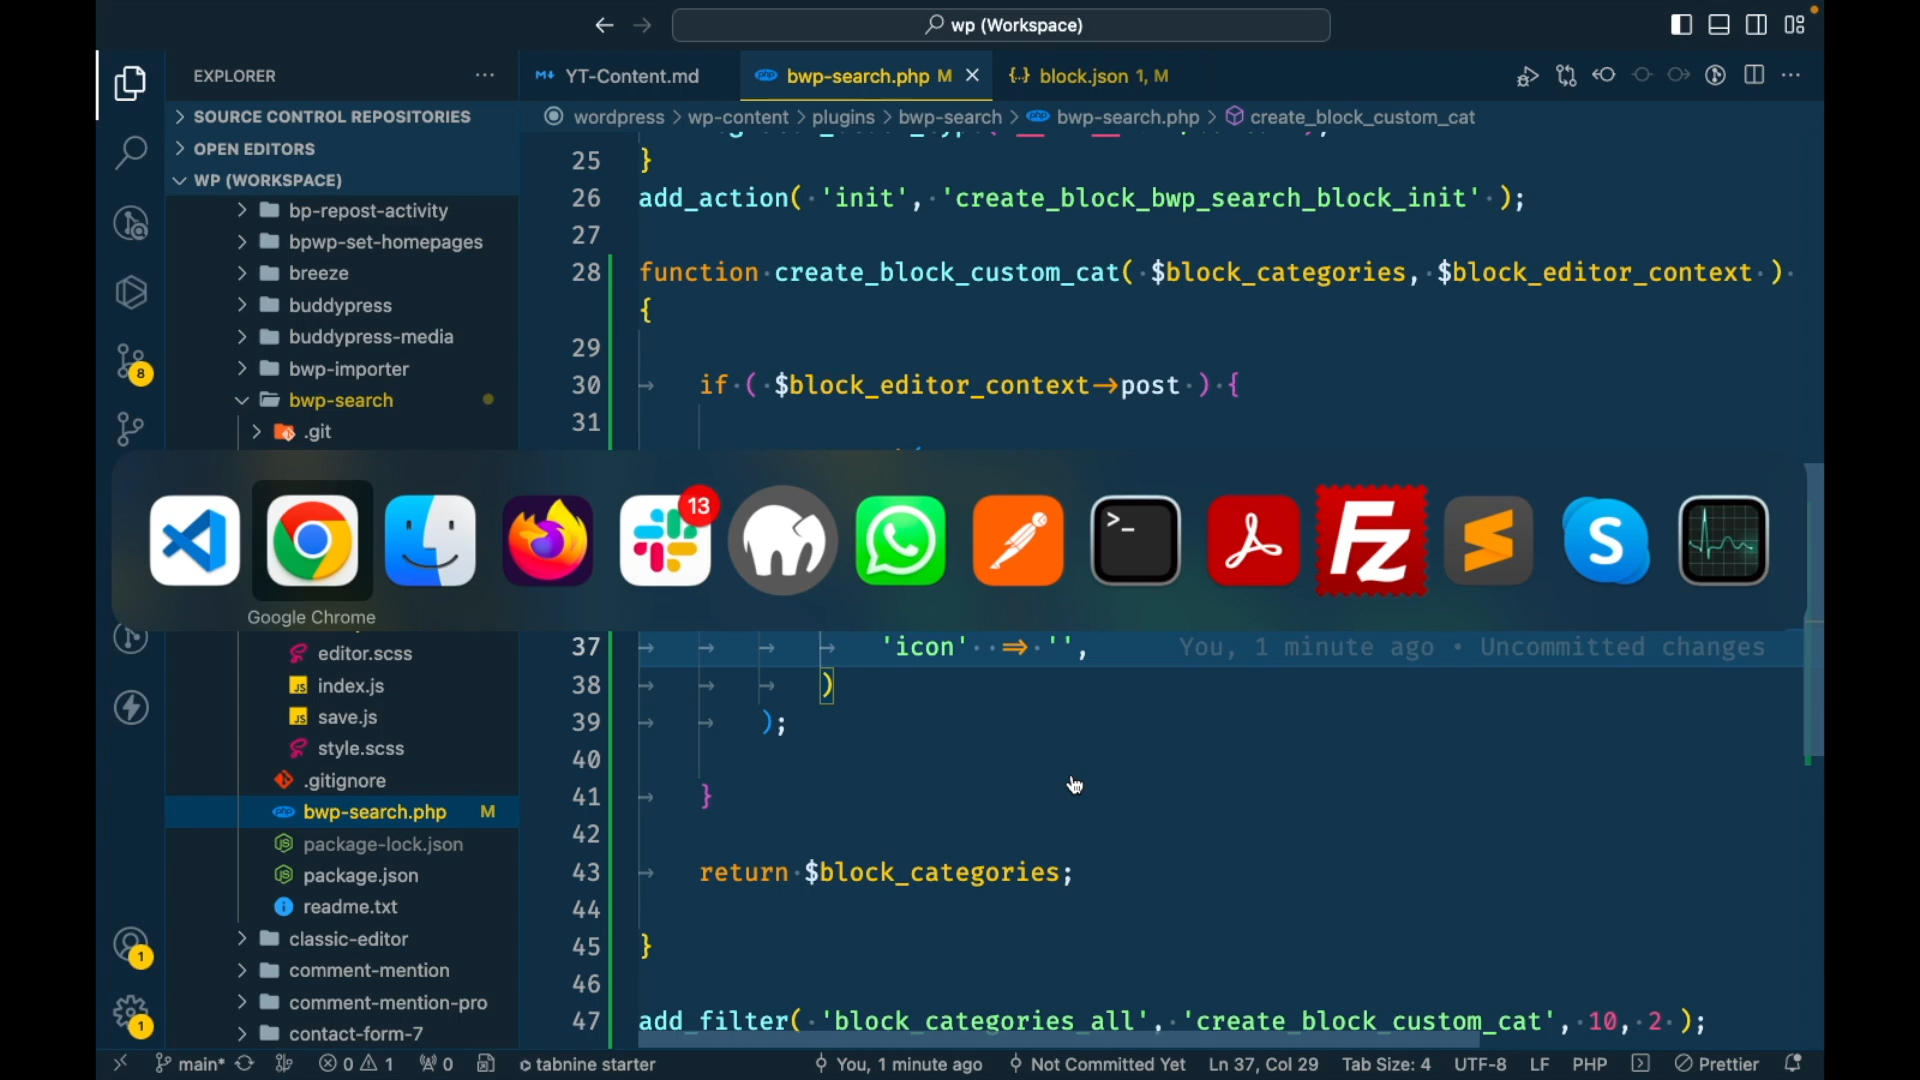 wp (Workspace)
EXPLORER
YT-Content.md
bwp-search.php M
block.json 1, M
SOURCE CONTROL REPOSITORIES
OPEN EDITORS
WP (WORKSPACE)
bp-repost-activity
bpwp-set-homepages
breeze
buddypress
buddypress-media
bwp-importer
bwp-search
.git
editor.scss
index.js
save.js
style.scss
.gitignore
bwp-search.php M
package-lock.json
package.json
readme.txt
classic-editor
comment-mention
comment-mention-pro
contact-form-7
8
1
1
wordpress > wp-content > plugins > bwp-search > bwp-search.php > create_block_custom_cat
25 }
26 add_action( 'init', 'create_block_bwp_search_block_init' );
27
28 function create_block_custom_cat( $block_categories, $block_editor_context )
{
29
30 if ( $block_editor_context->post ) {
31
13
Google Chrome
37 'icon' => '', You, 1 minute ago • Uncommitted changes
38 )
39 );
40
41 }
42
43 return $block_categories;
44
45 }
46
47 add_filter( 'block_categories_all', 'create_block_custom_cat', 10, 2 );
main* 0 1 0 tabnine starter You, 1 minute ago Not Committed Yet Ln 37, Col 29 Tab Size: 4 UTF-8 LF PHP Prettier